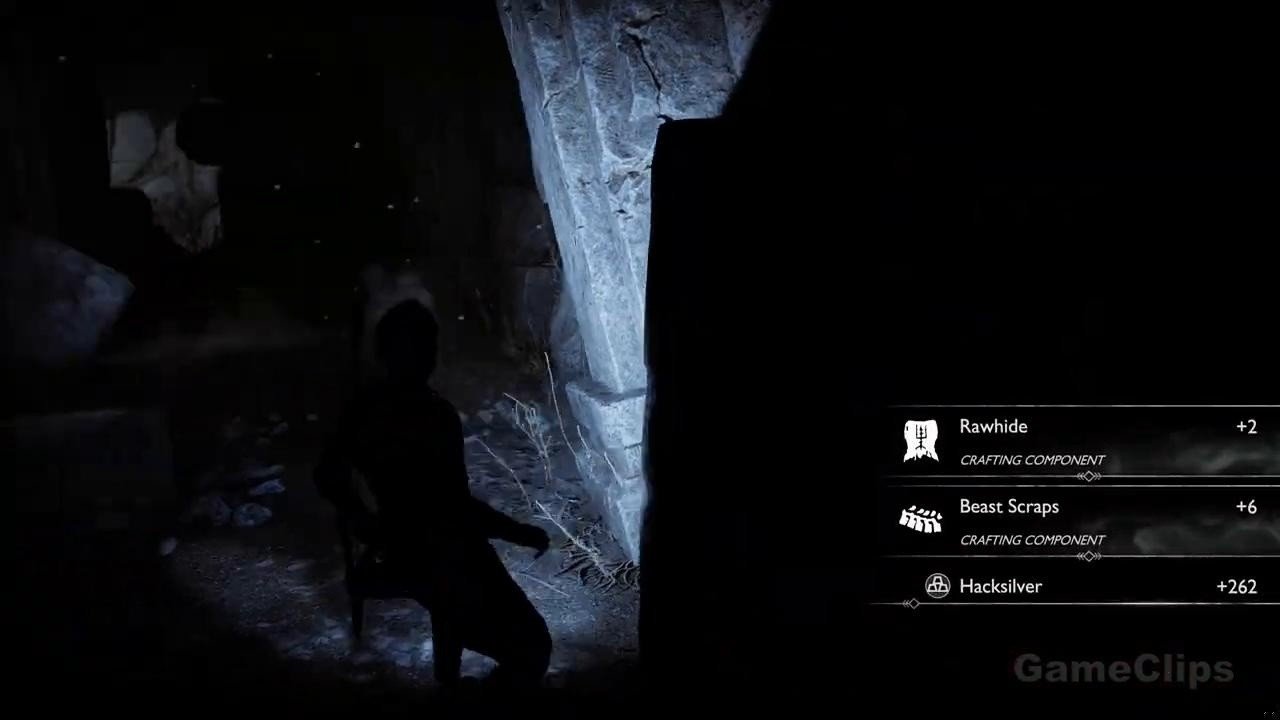 Rawhide +2
CRAFTING COMPONENT
Beast Scraps +6
CRAFTING COMPONENT
Hacksilver +262
GameClips